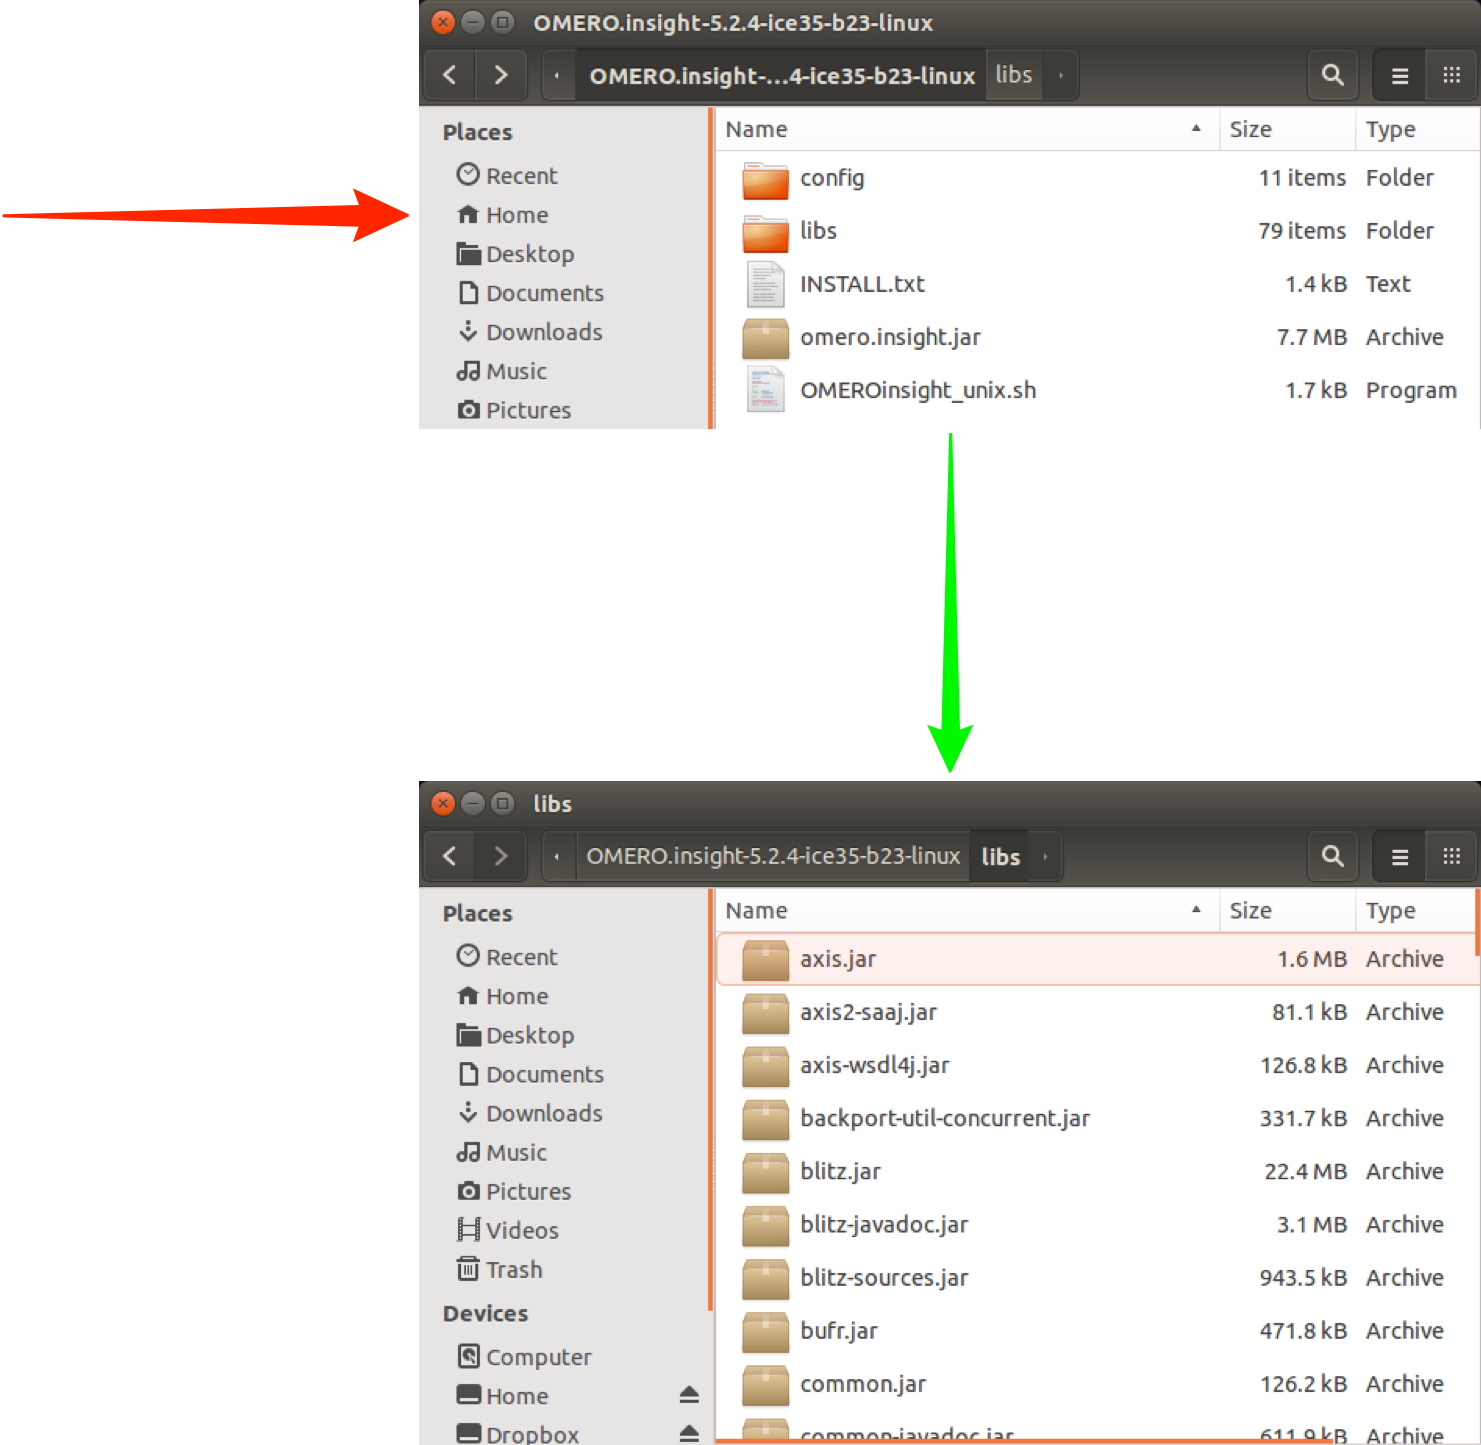 OMERO.insight-5.2.4-ice35-b23-linux
OMERO.insight-...4-ice35-b23-linux libs
Places
Recent
Home
Desktop
Documents
Downloads
Music
Pictures
Name Size Type
config 11 items Folder
libs 79 items Folder
INSTALL.txt 1.4 kB Text
omero.insight.jar 7.7 MB Archive
OMEROinsight_unix.sh 1.7 kB Program
libs
OMERO.insight-5.2.4-ice35-b23-linux libs
Places
Recent
Home
Desktop
Documents
Downloads
Music
Pictures
Videos
Trash
Devices
Computer
Home
Dropbox
Name Size Type
axis.jar 1.6 MB Archive
axis2-saaj.jar 81.1 kB Archive
axis-wsdl4j.jar 126.8 kB Archive
backport-util-concurrent.jar 331.7 kB Archive
blitz.jar 22.4 MB Archive
blitz-javadoc.jar 3.1 MB Archive
blitz-sources.jar 943.5 kB Archive
bufr.jar 471.8 kB Archive
common.jar 126.2 kB Archive
common-javadoc.jar 611.9 kB Archive